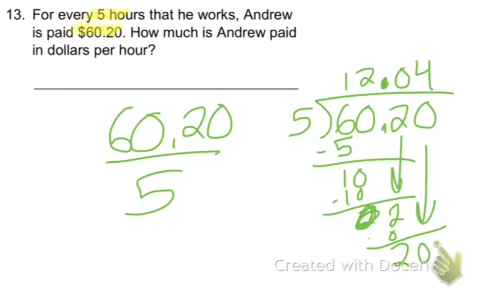 13. For every 5 hours that he works, Andrew
is paid $60.20. How much is Andrew paid
in dollars per hour?
12.04
60.20
5
5)60.20
-5
10
-10
02
-0
20
Created with Doceri